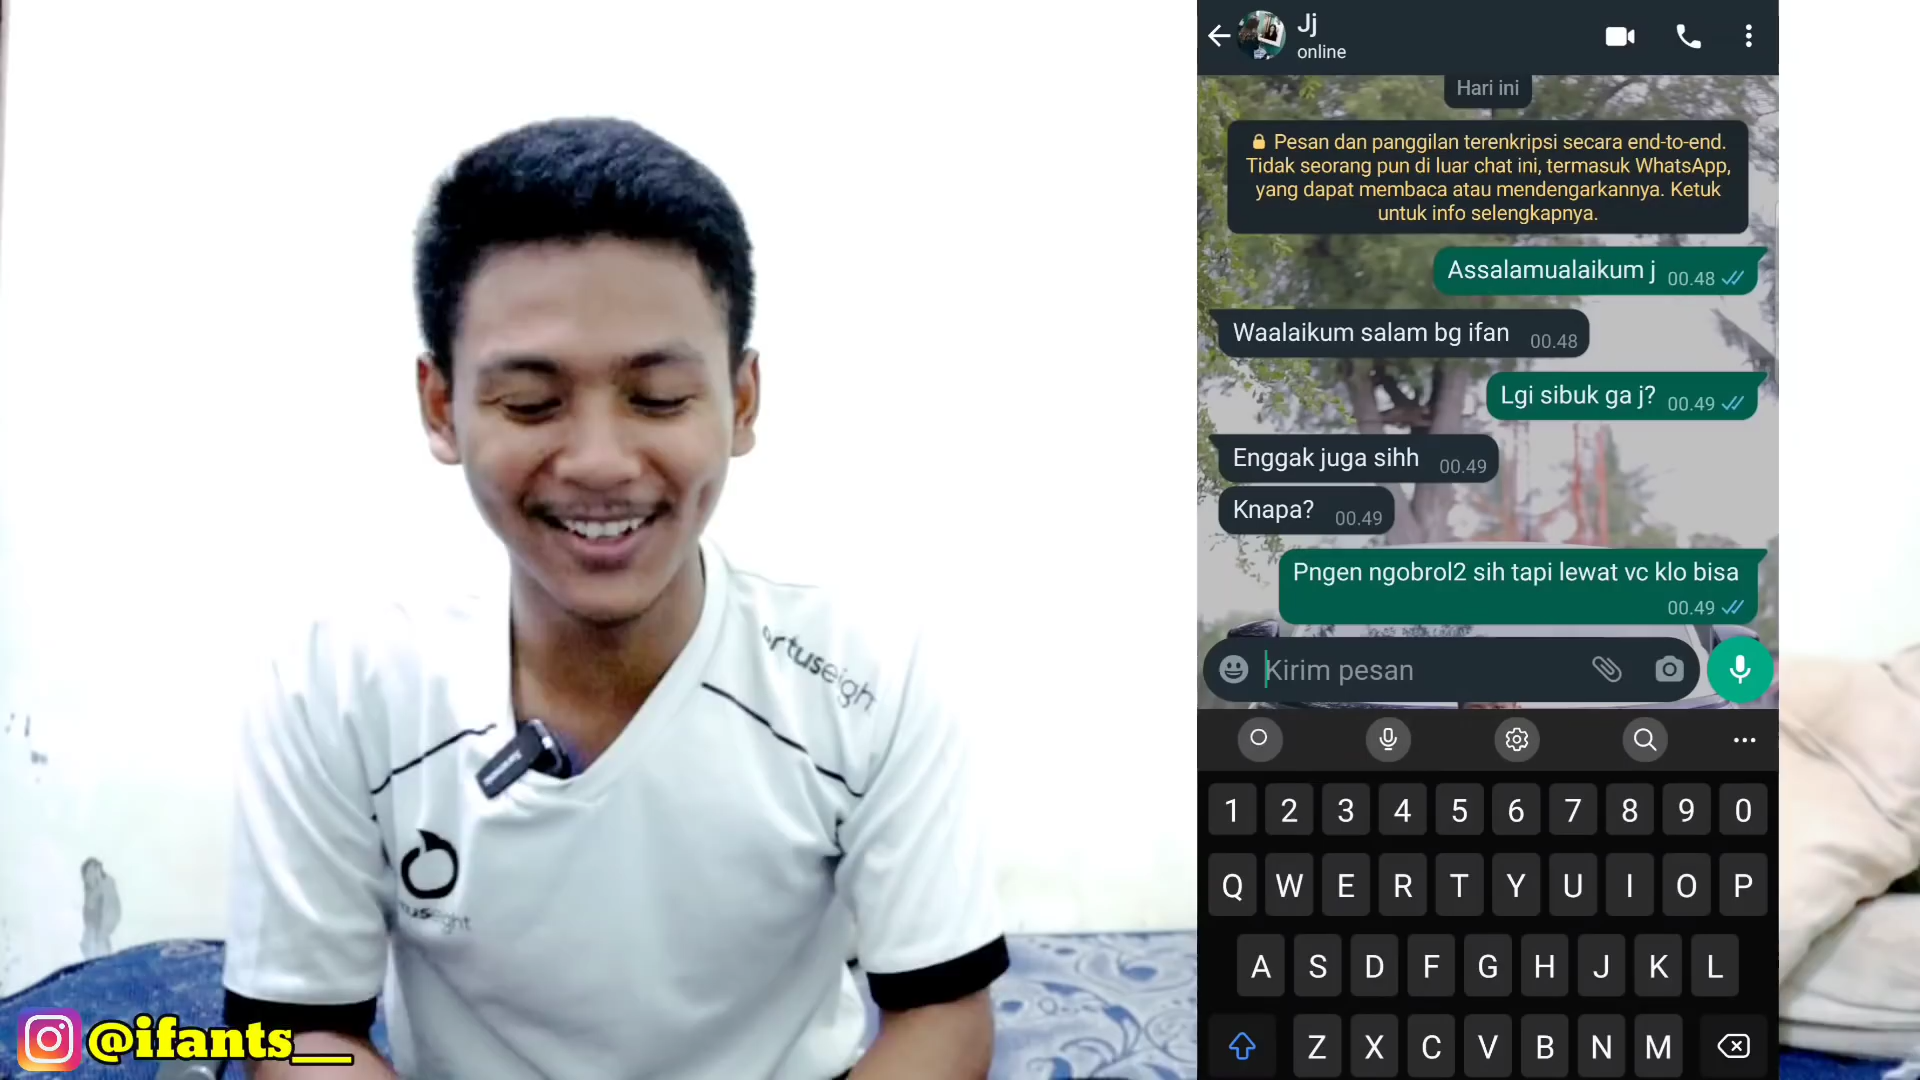 Jj
online
Hari ini
Pesan dan panggilan terenkripsi secara end-to-end.
Tidak seorang pun di luar chat ini, termasuk WhatsApp,
yang dapat membaca atau mendengarkannya. Ketuk
untuk info selengkapnya.
Assalamualaikum j 00.48
Waalaikum salam bg ifan 00.48
Lgi sibuk ga j? 00.49
Enggak juga sihh 00.49
Knapa? 00.49
Pngen ngobrol2 sih tapi lewat vc klo bisa
00.49
Kirim pesan
1 2 3 4 5 6 7 8 9 0
Q W E R T Y U I O P
A S D F G H J K L
Z X C V B N M
ortuseight
@ifants__